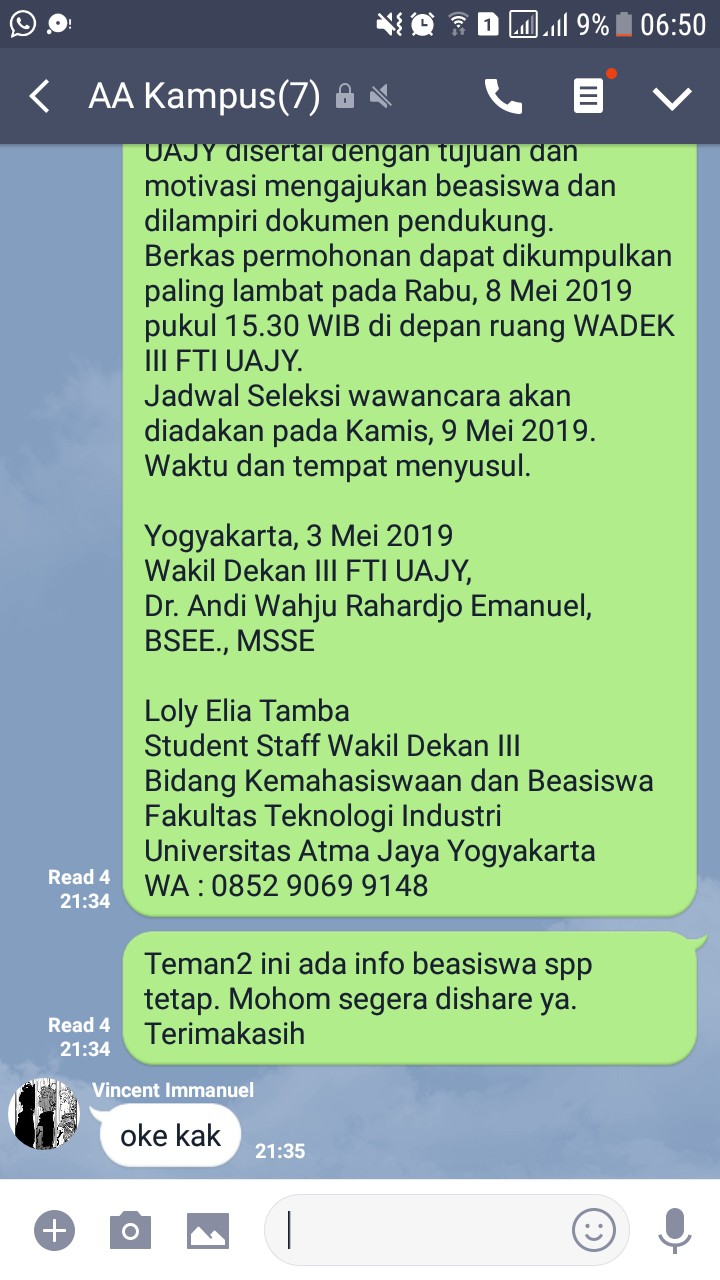 1
9%
06:50
AA Kampus(7)
UAJY disertai dengan tujuan dan
motivasi mengajukan beasiswa dan
dilampiri dokumen pendukung.
Berkas permohonan dapat dikumpulkan
paling lambat pada Rabu, 8 Mei 2019
pukul 15.30 WIB di depan ruang WADEK
III FTI UAJY.
Jadwal Seleksi wawancara akan
diadakan pada Kamis, 9 Mei 2019.
Waktu dan tempat menyusul.
Yogyakarta, 3 Mei 2019
Wakil Dekan III FTI UAJY,
Dr. Andi Wahju Rahardjo Emanuel,
BSEE., MSSE
Loly Elia Tamba
Student Staff Wakil Dekan III
Bidang Kemahasiswaan dan Beasiswa
Fakultas Teknologi Industri
Universitas Atma Jaya Yogyakarta
WA : 0852 9069 9148
Read 4
21:34
Teman2 ini ada info beasiswa spp
tetap. Mohom segera dishare ya.
Terimakasih
Read 4
21:34
Vincent Immanuel
oke kak
21:35